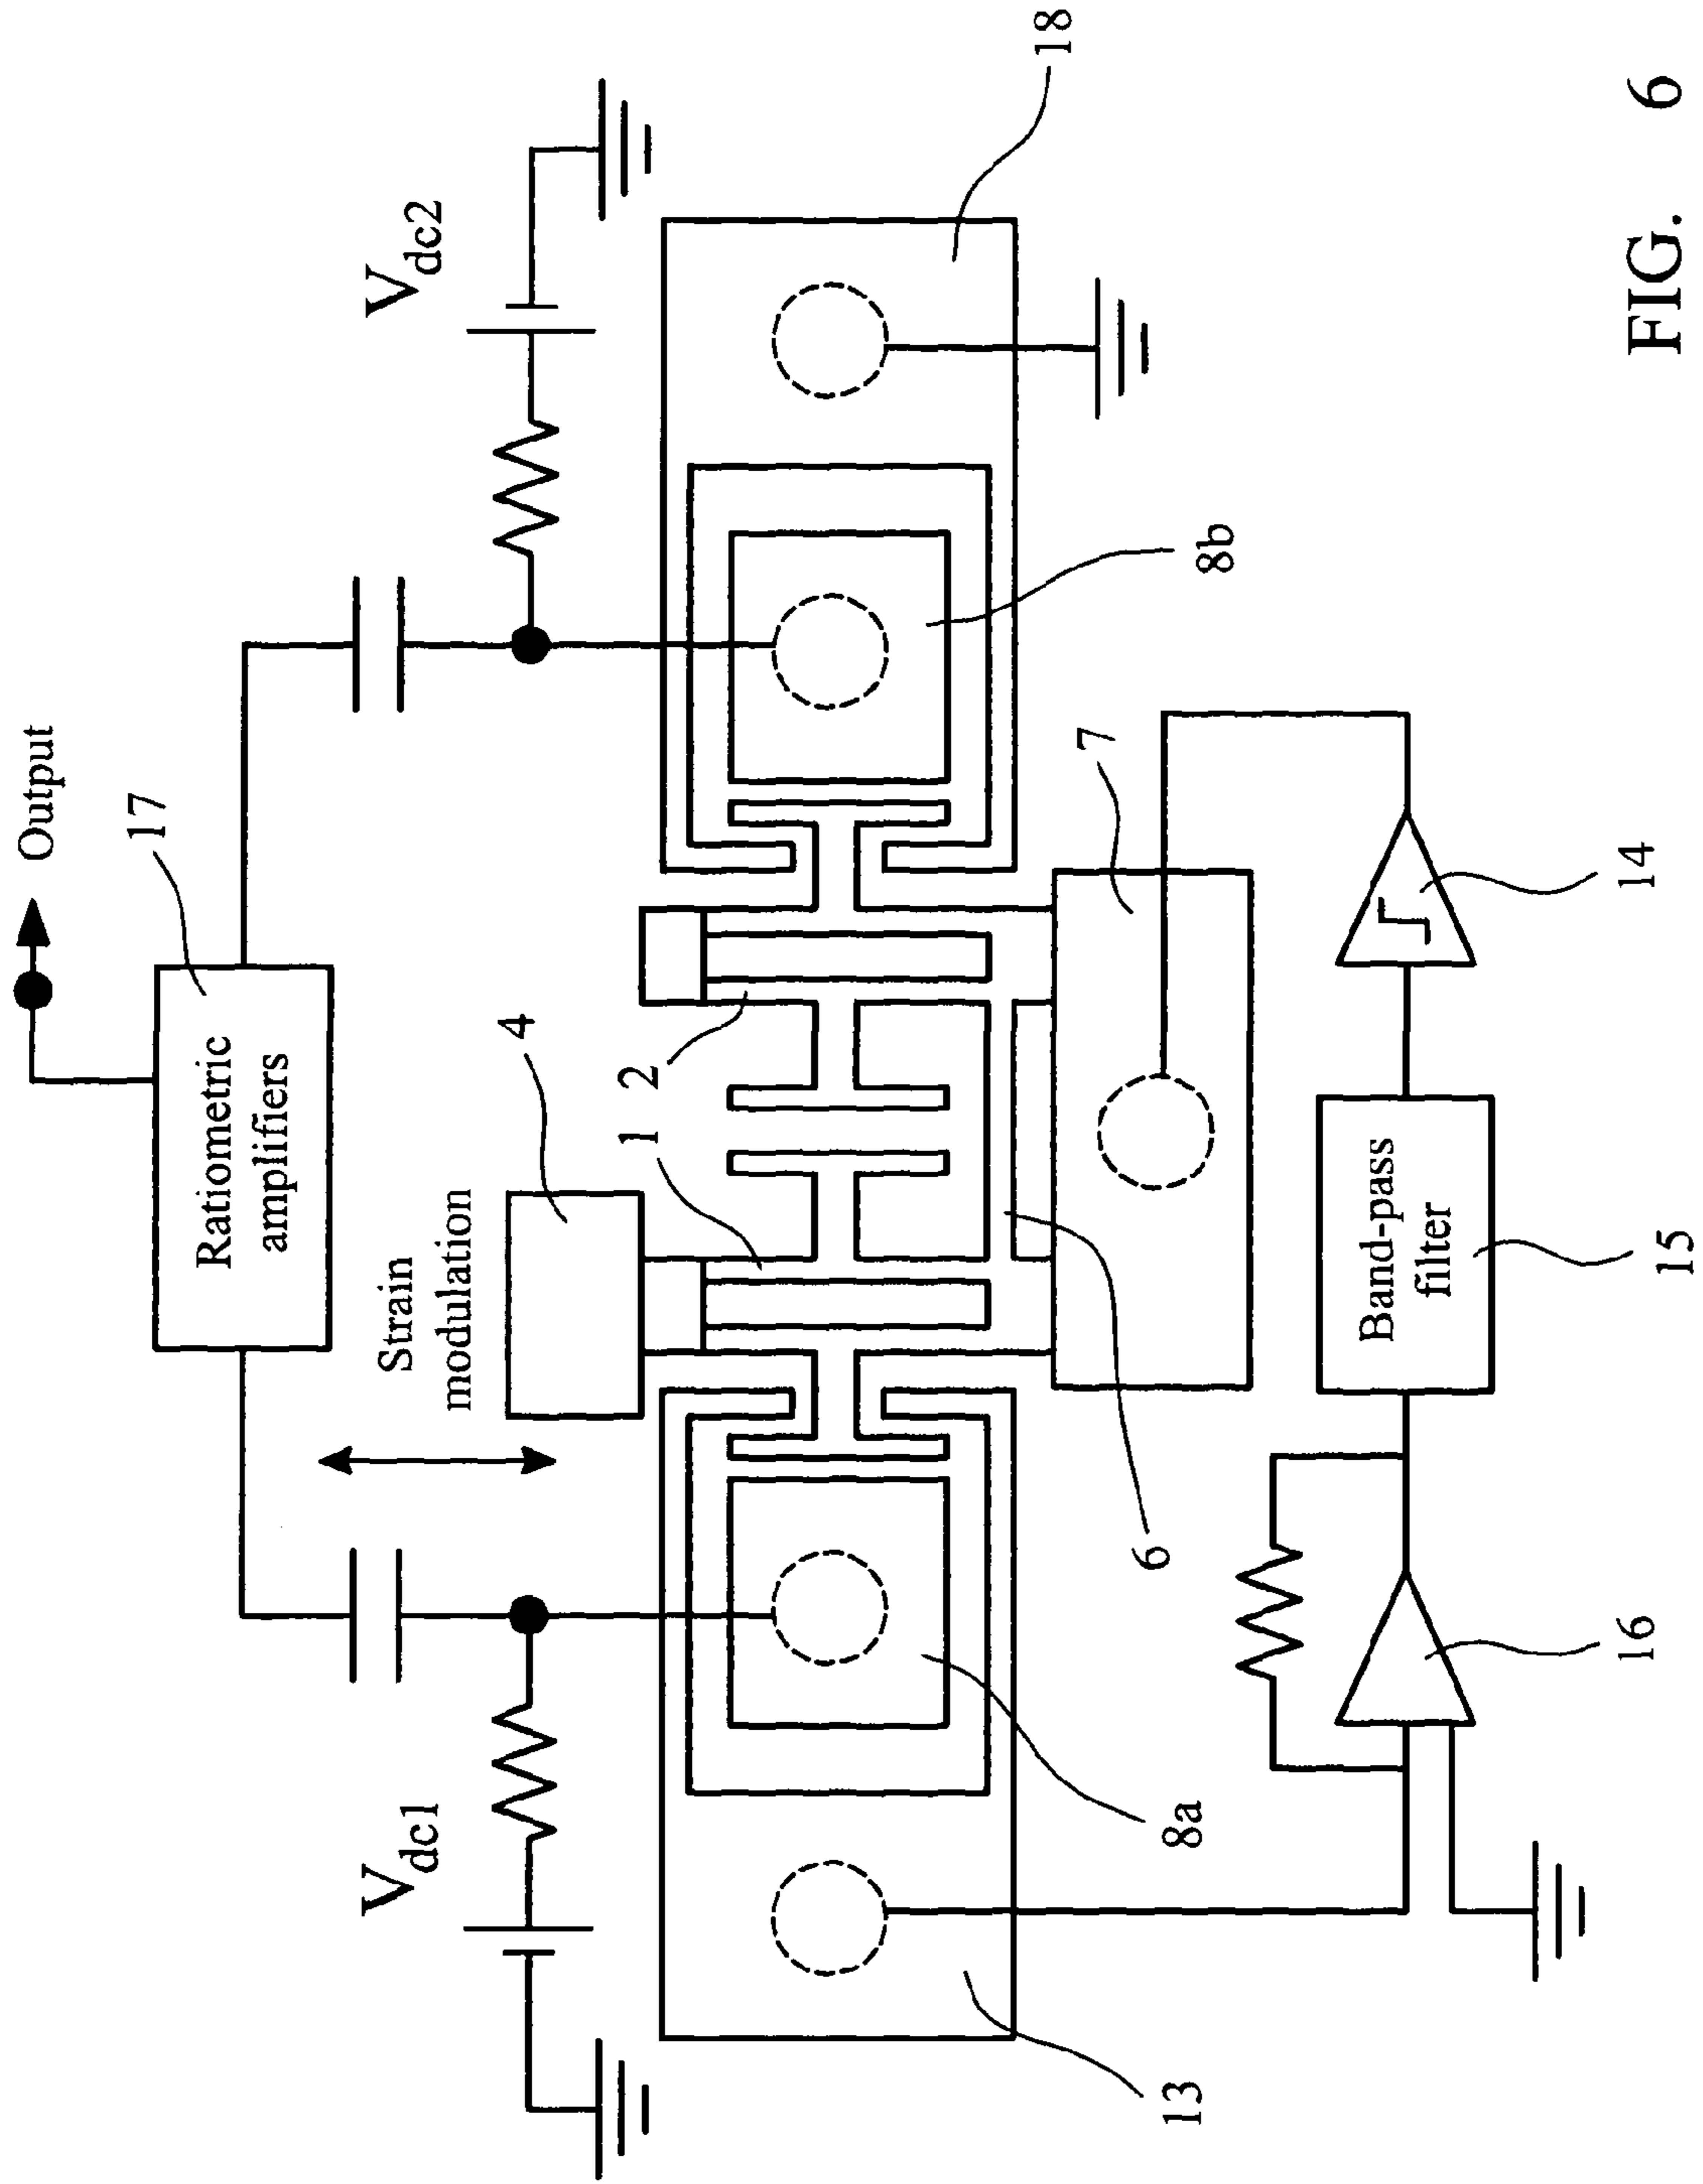 Output
17
Ratiometric
amplifiers
Strain
modulation
V dc1
V dc2
4
1
2
18
8a
8b
13
6
7
16
Band-pass
filter
15
14
FIG. 6